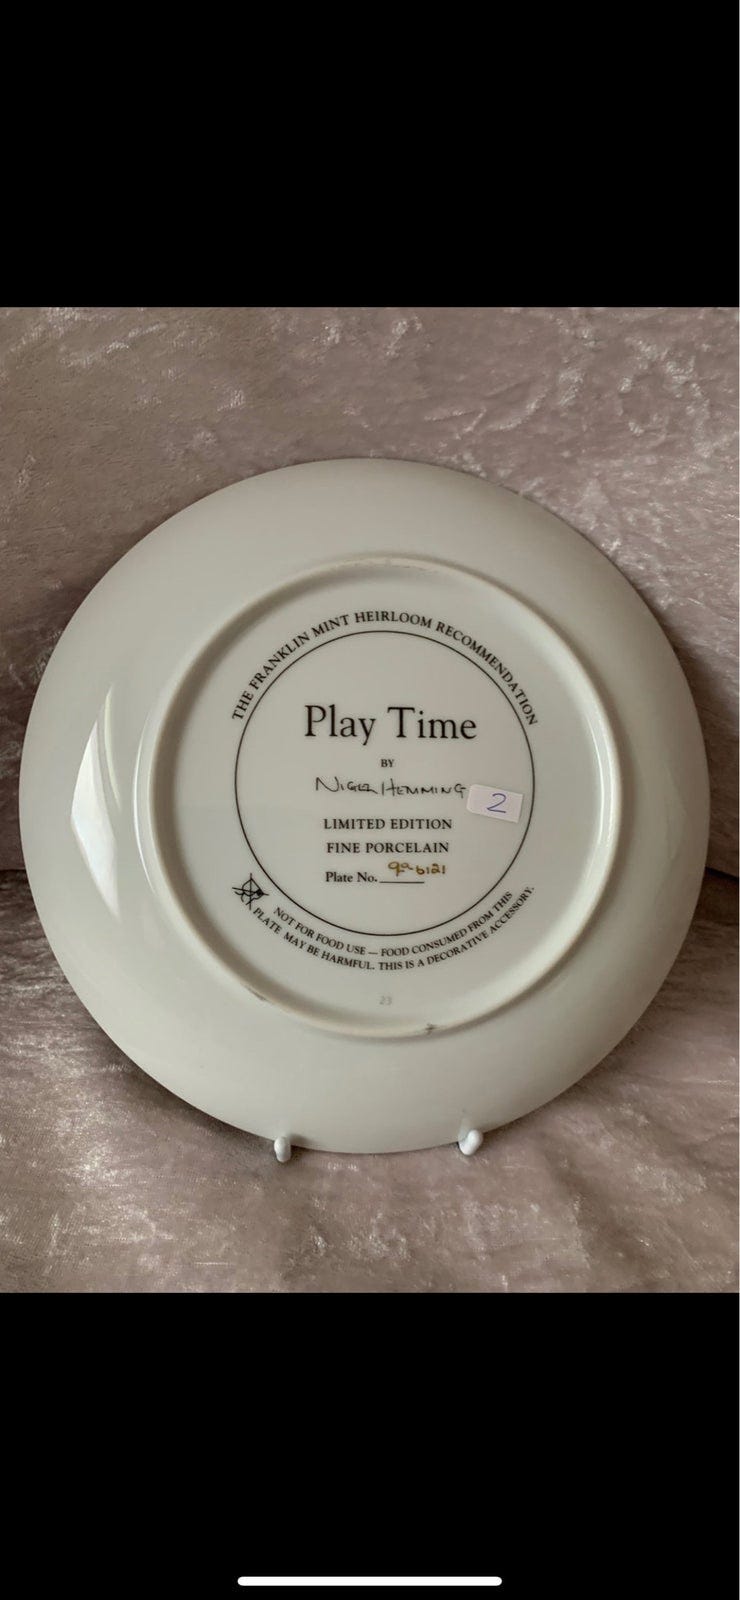 THE FRANKLIN MINT HEIRLOOM RECOMMENDATION
Play Time
BY
NIGEL HEMMING
2
LIMITED EDITION
FINE PORCELAIN
Plate No.
NOT FOR FOOD USE — FOOD CONSUMED FROM THIS
PLATE MAY BE HARMFUL. THIS IS A DECORATIVE ACCESSORY.
23